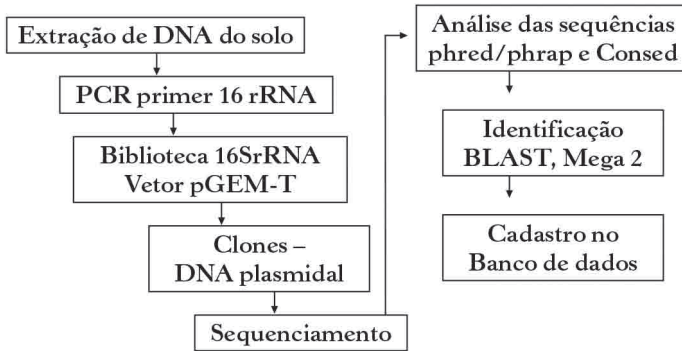 Extração de DNA do solo
PCR primer 16 rRNA
Biblioteca 16SrRNA
Vetor pGEM-T
Clones –
DNA plasmidal
Sequenciamento
Análise das sequências
phred/phrap e Consed
Identificação
BLAST, Mega 2
Cadastro no
Banco de dados